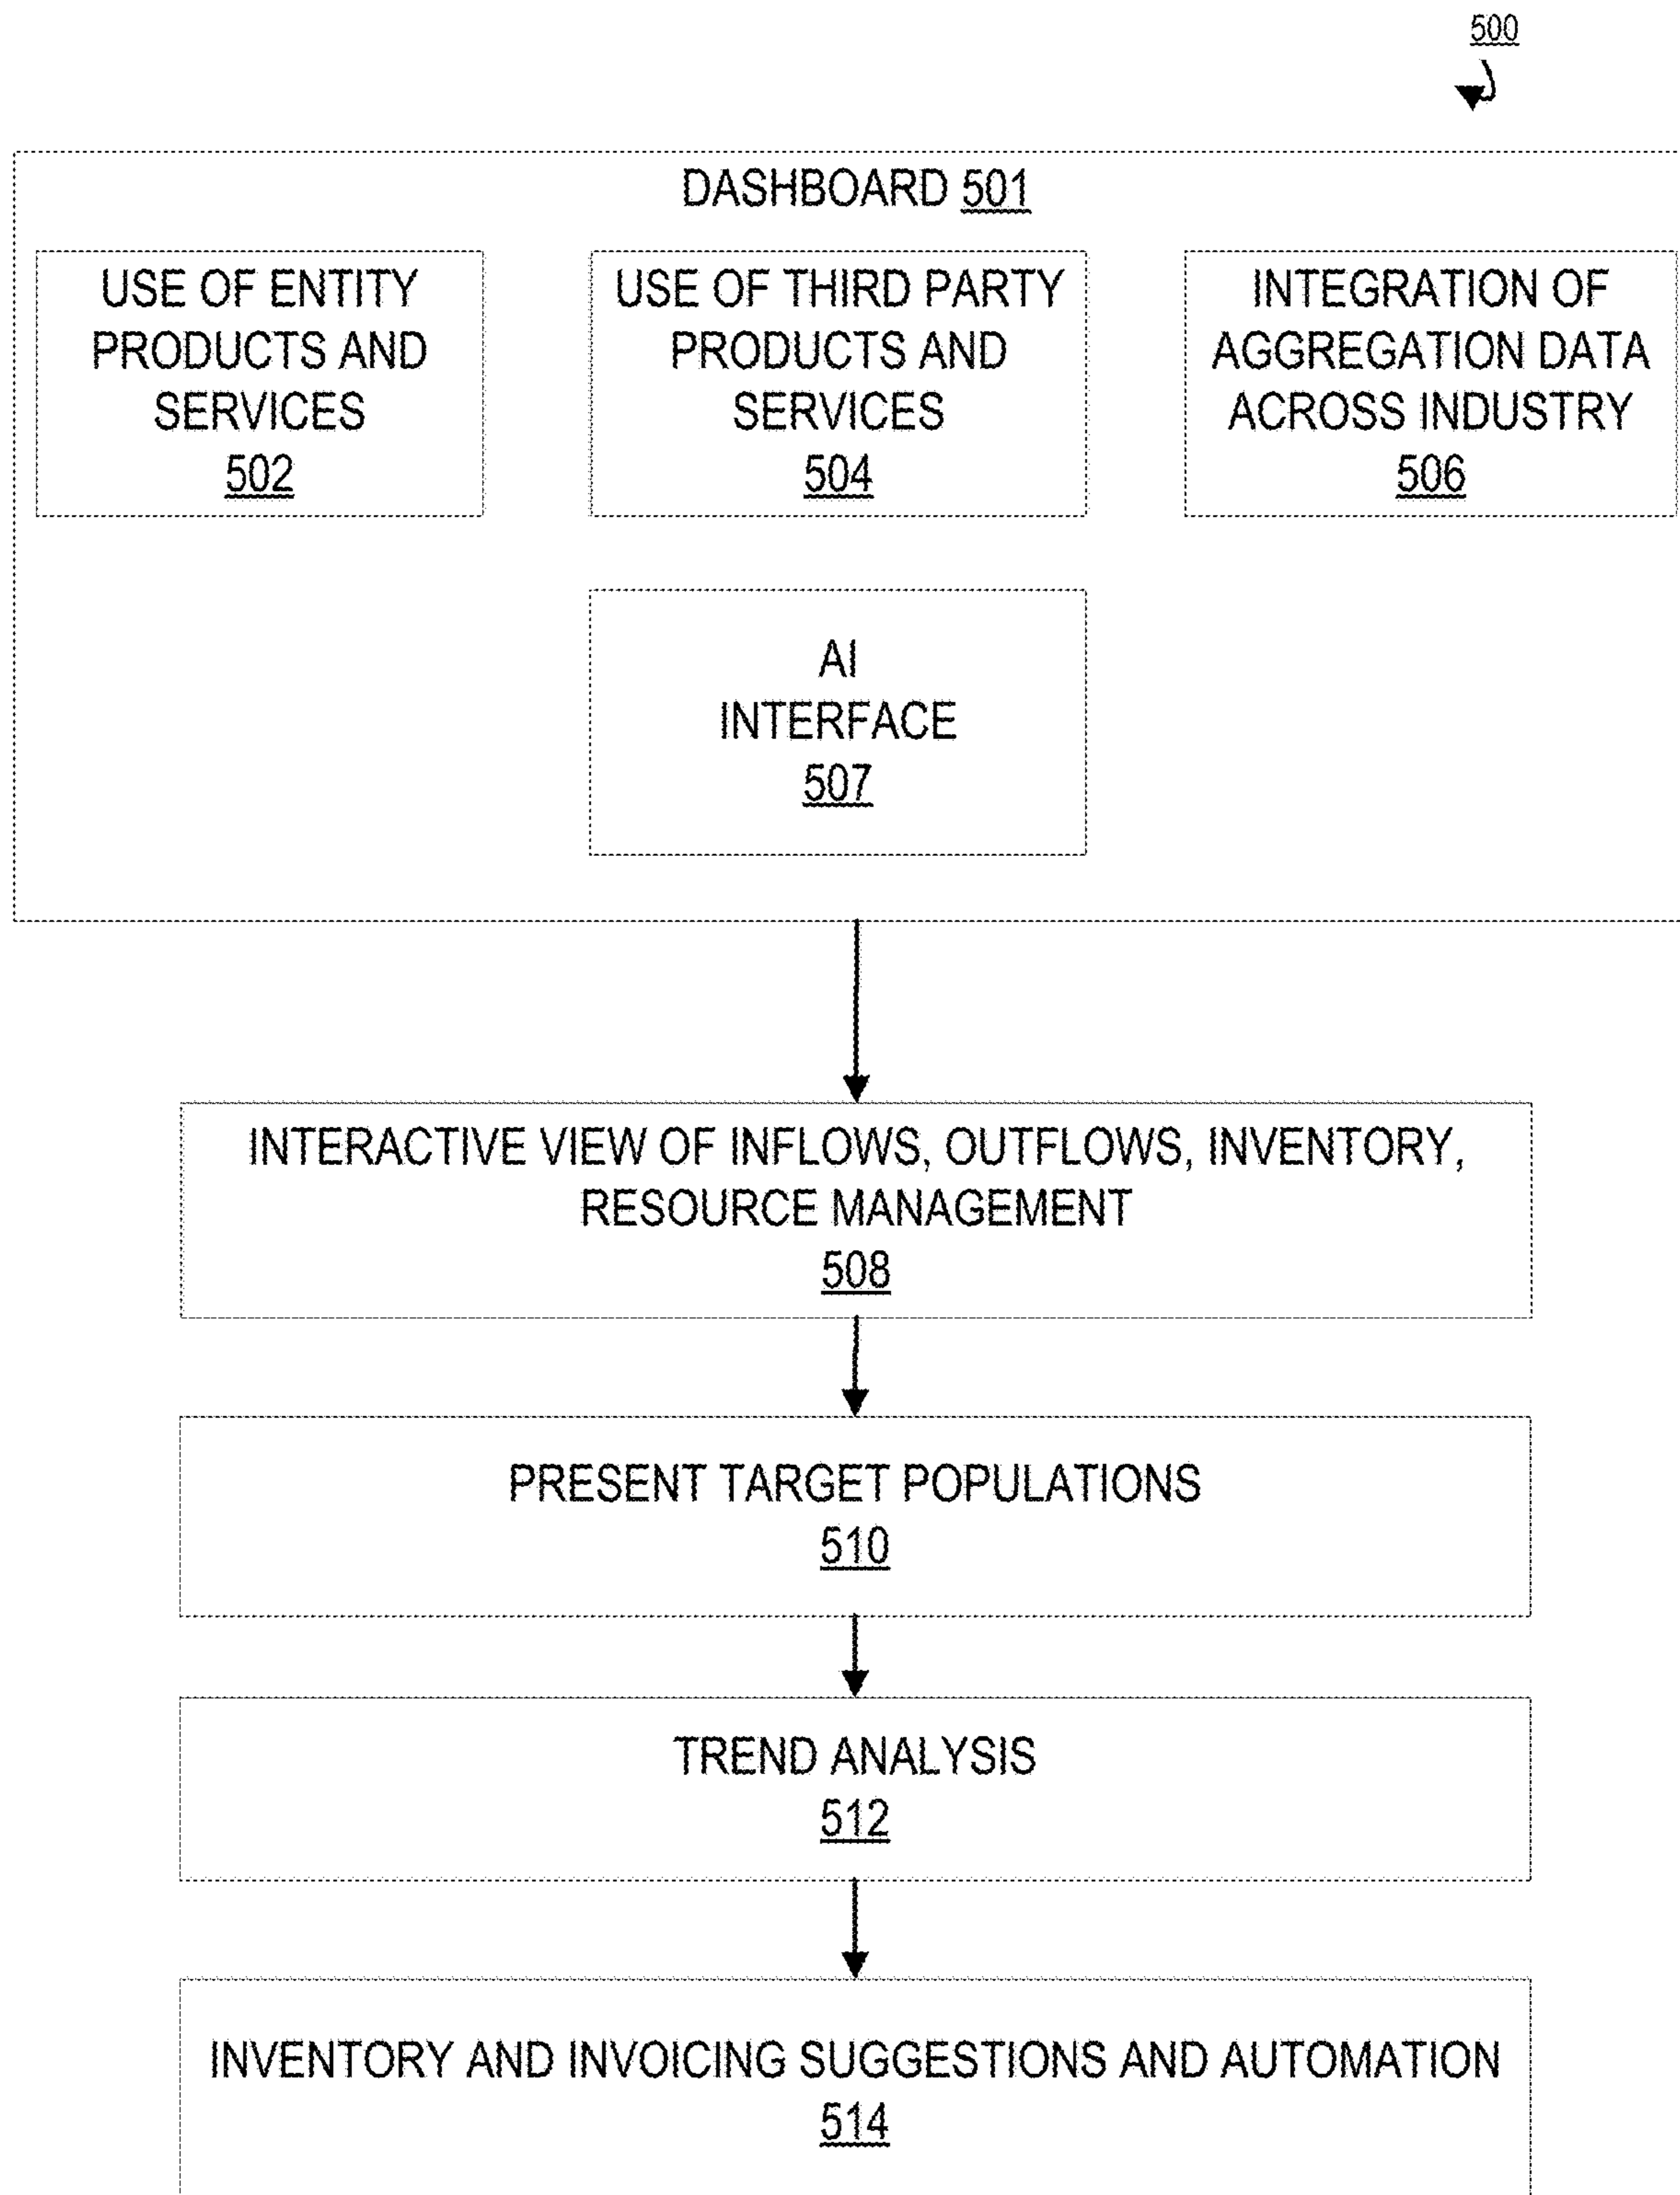 500
DASHBOARD 501
USE OF ENTITY
PRODUCTS AND
SERVICES
502
USE OF THIRD PARTY
PRODUCTS AND
SERVICES
504
INTEGRATION OF
AGGREGATION DATA
ACROSS INDUSTRY
506
AI
INTERFACE
507
INTERACTIVE VIEW OF INFLOWS, OUTFLOWS, INVENTORY,
RESOURCE MANAGEMENT
508
PRESENT TARGET POPULATIONS
510
TREND ANALYSIS
512
INVENTORY AND INVOICING SUGGESTIONS AND AUTOMATION
514